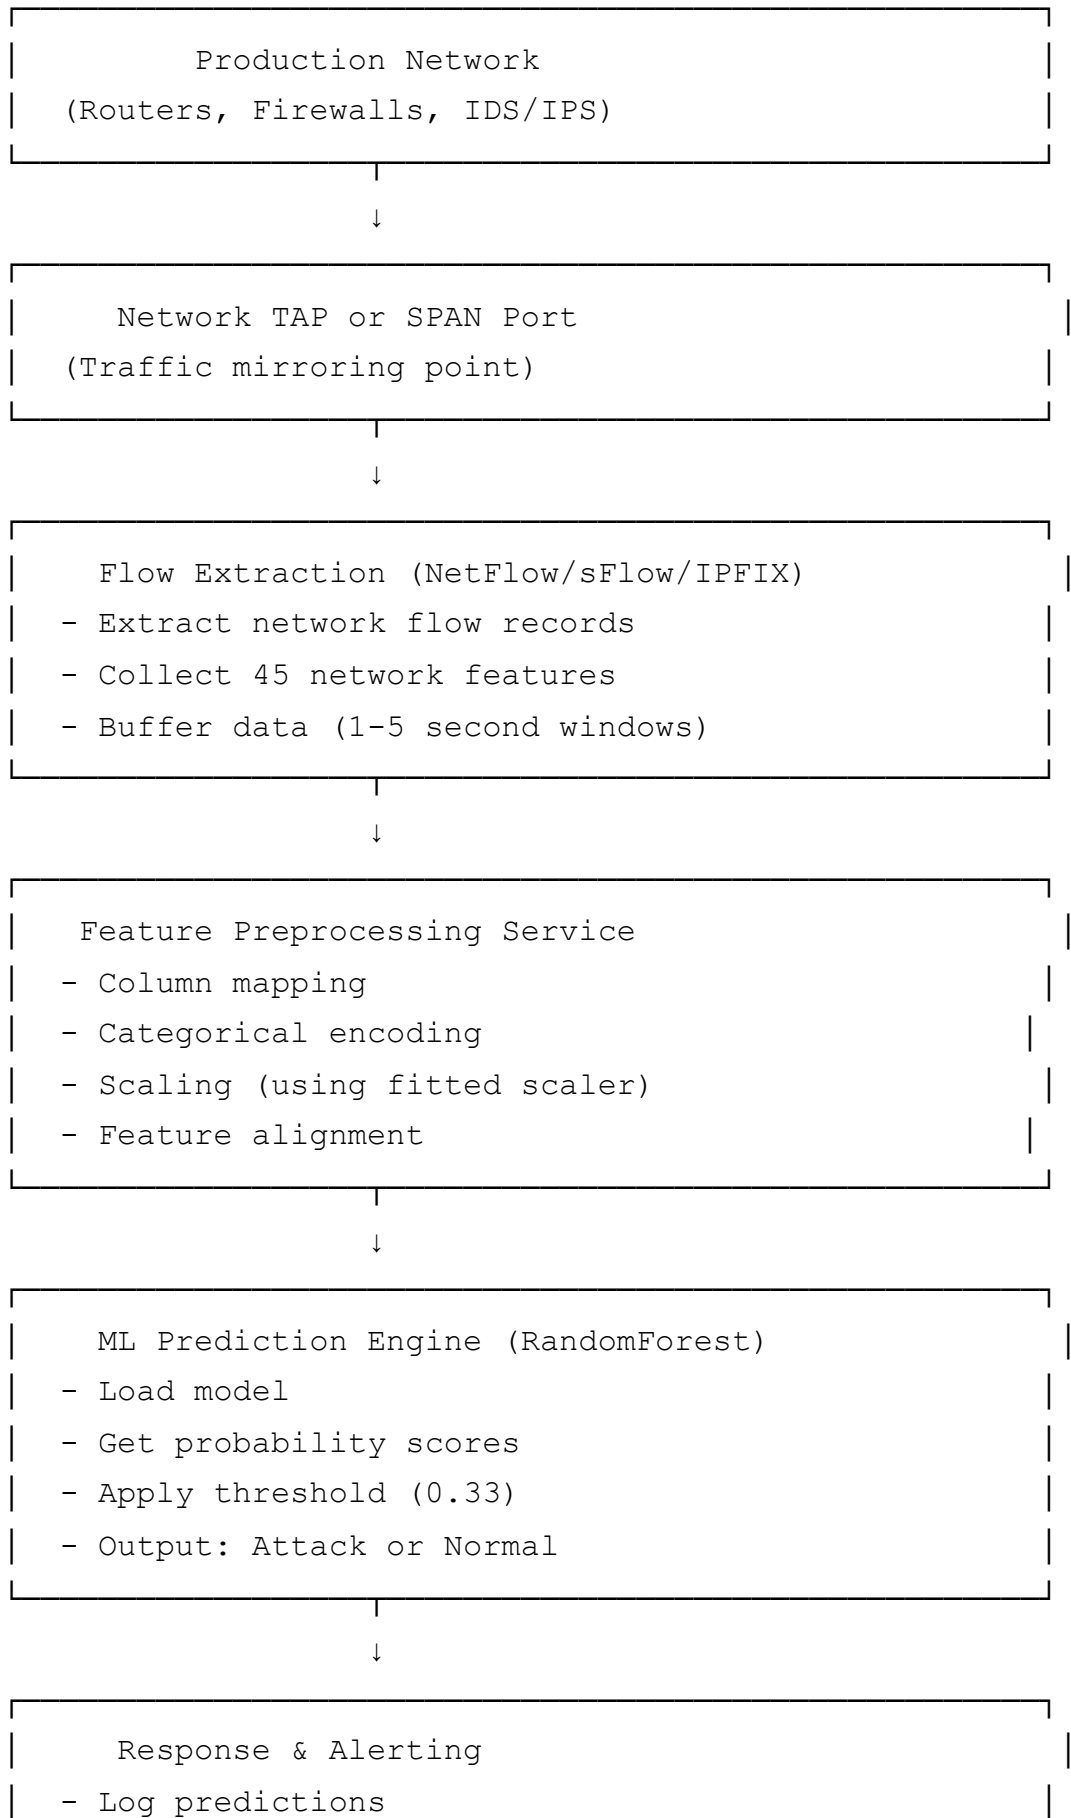 Production Network
(Routers, Firewalls, IDS/IPS)
↓
Network TAP or SPAN Port
(Traffic mirroring point)
↓
Flow Extraction (NetFlow/sFlow/IPFIX)
- Extract network flow records
- Collect 45 network features
- Buffer data (1-5 second windows)
↓
Feature Preprocessing Service
- Column mapping
- Categorical encoding
- Scaling (using fitted scaler)
- Feature alignment
↓
ML Prediction Engine (RandomForest)
- Load model
- Get probability scores
- Apply threshold (0.33)
- Output: Attack or Normal
↓
Response & Alerting
- Log predictions